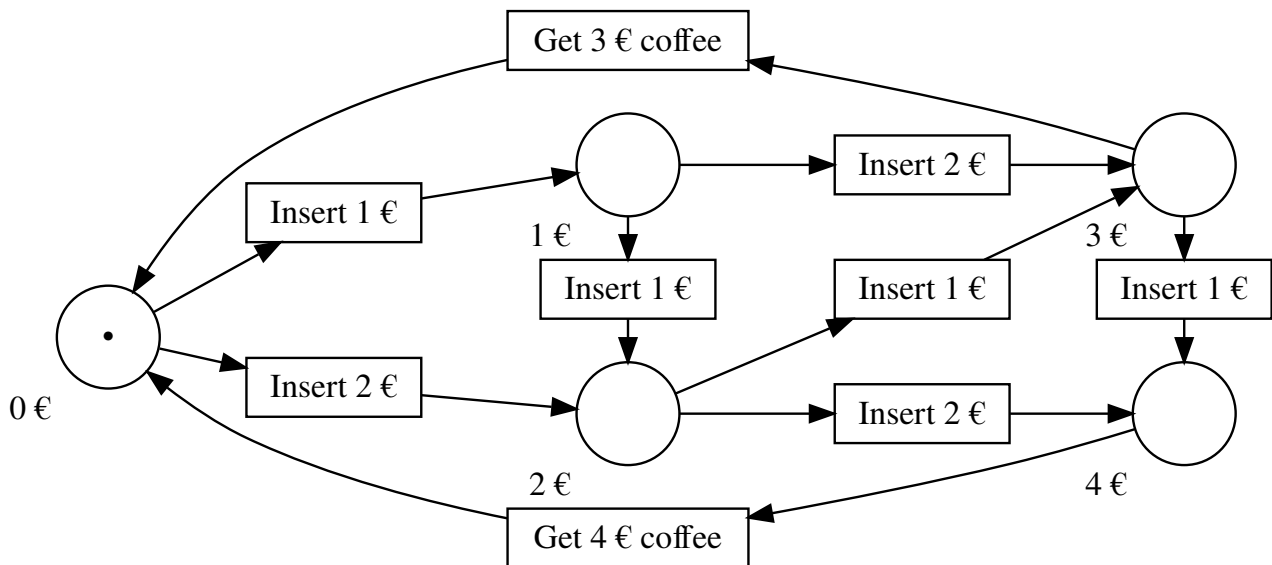 Get 3 € coffee
Insert 2 €
Insert 1 €
1 €
3 €
Insert 1 €
Insert 1 €
Insert 1 €
Insert 2 €
Insert 2 €
0 €
2 €
4 €
Get 4 € coffee